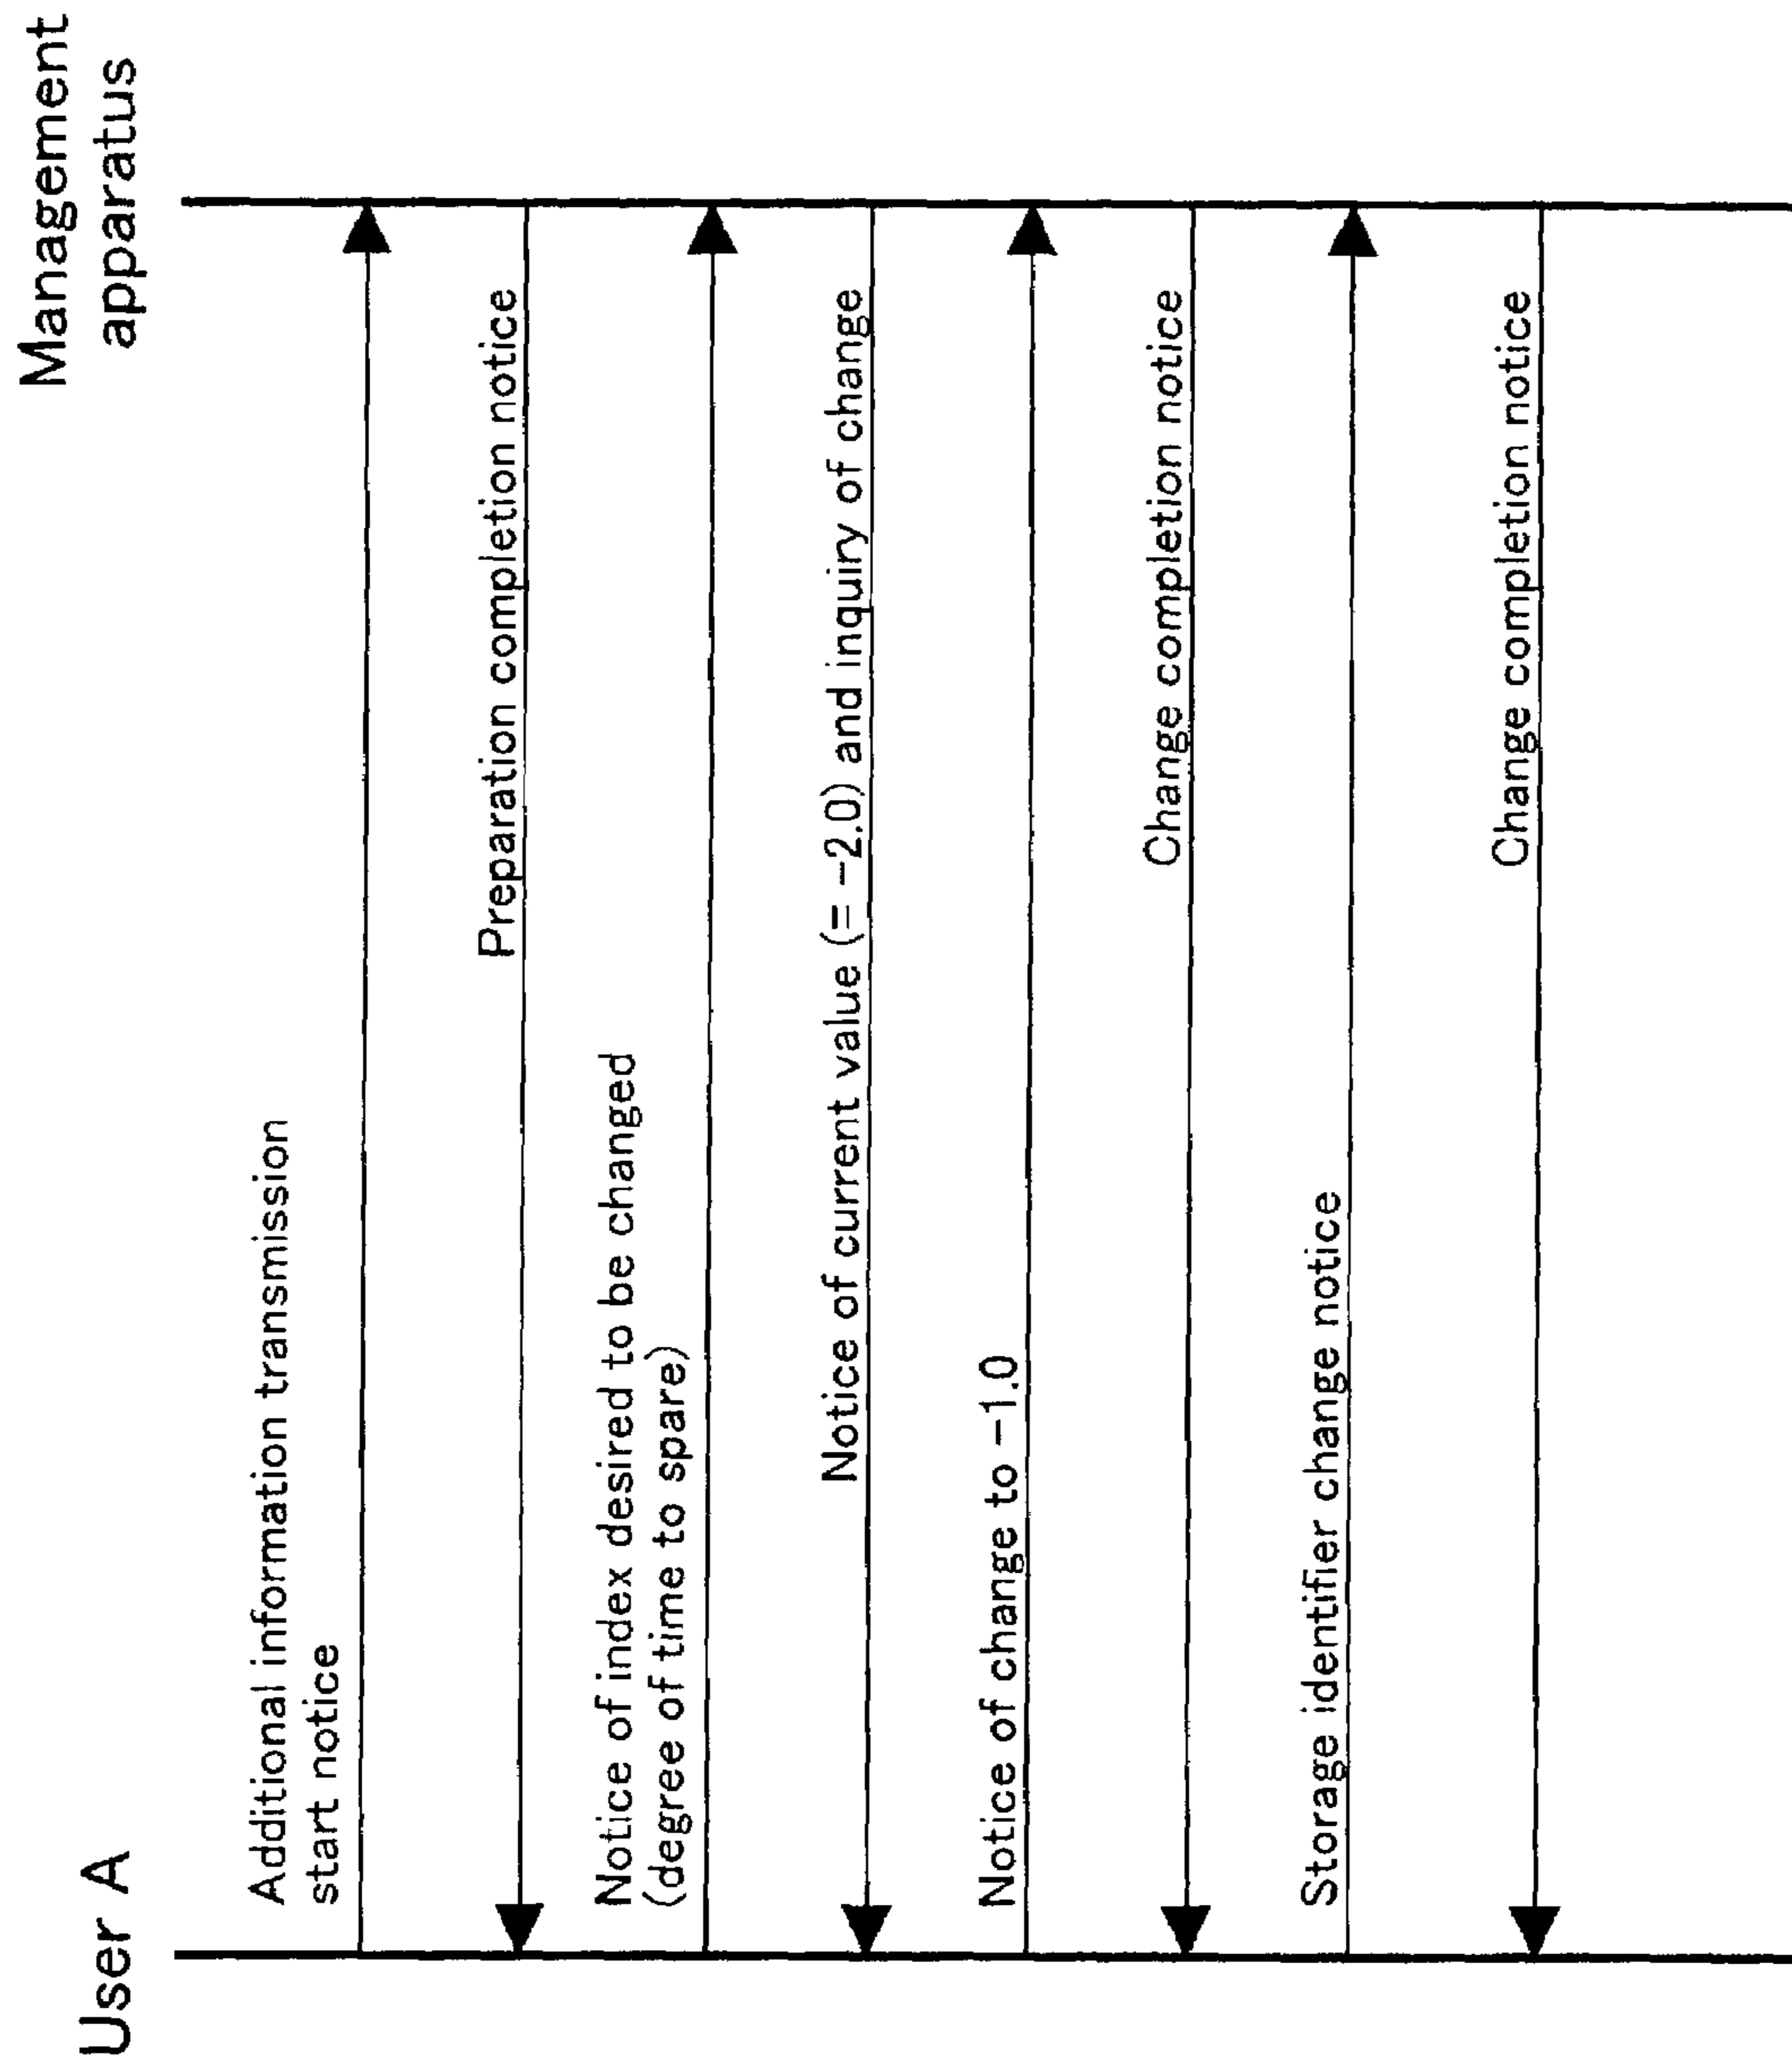 User A
Management
apparatus
Additional information transmission
start notice
Preparation completion notice
Notice of index desired to be changed
(degree of time to spare)
Notice of current value (= −2.0) and inquiry of change
Notice of change to −1.0
Change completion notice
Storage identifier change notice
Change completion notice